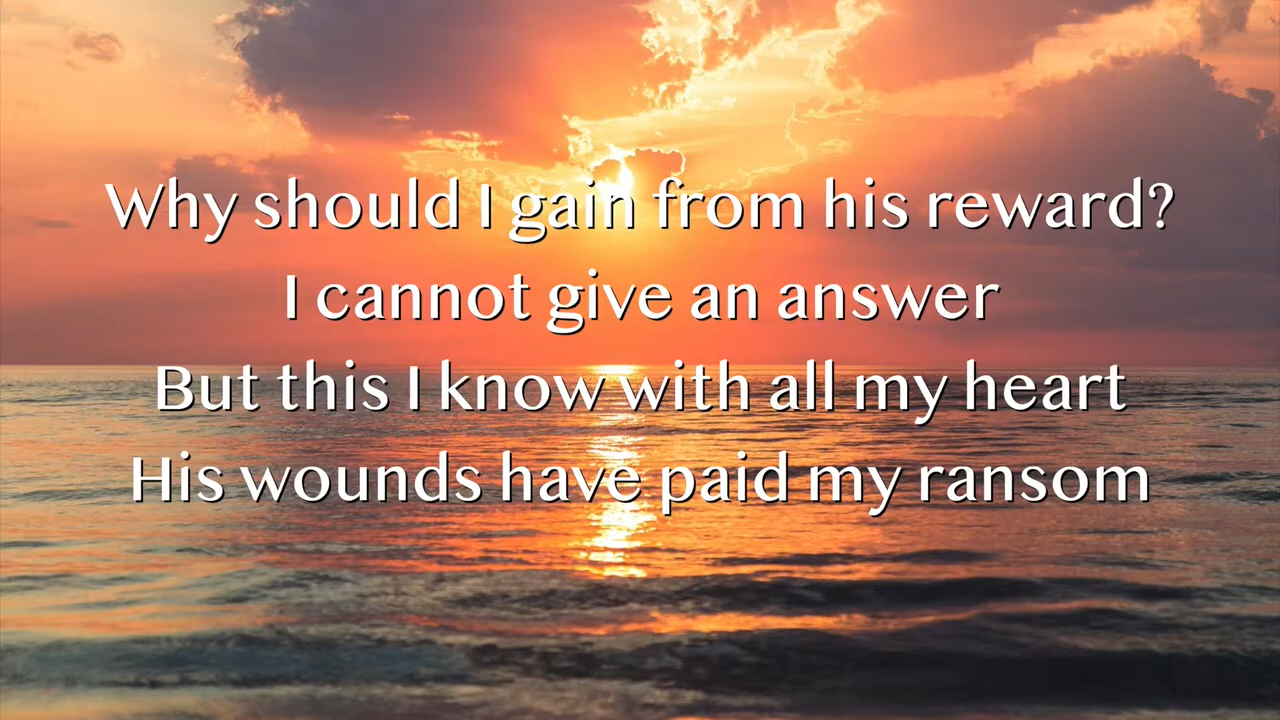 Why should I gain from his reward?
I cannot give an answer
But this I know with all my heart
His wounds have paid my ransom